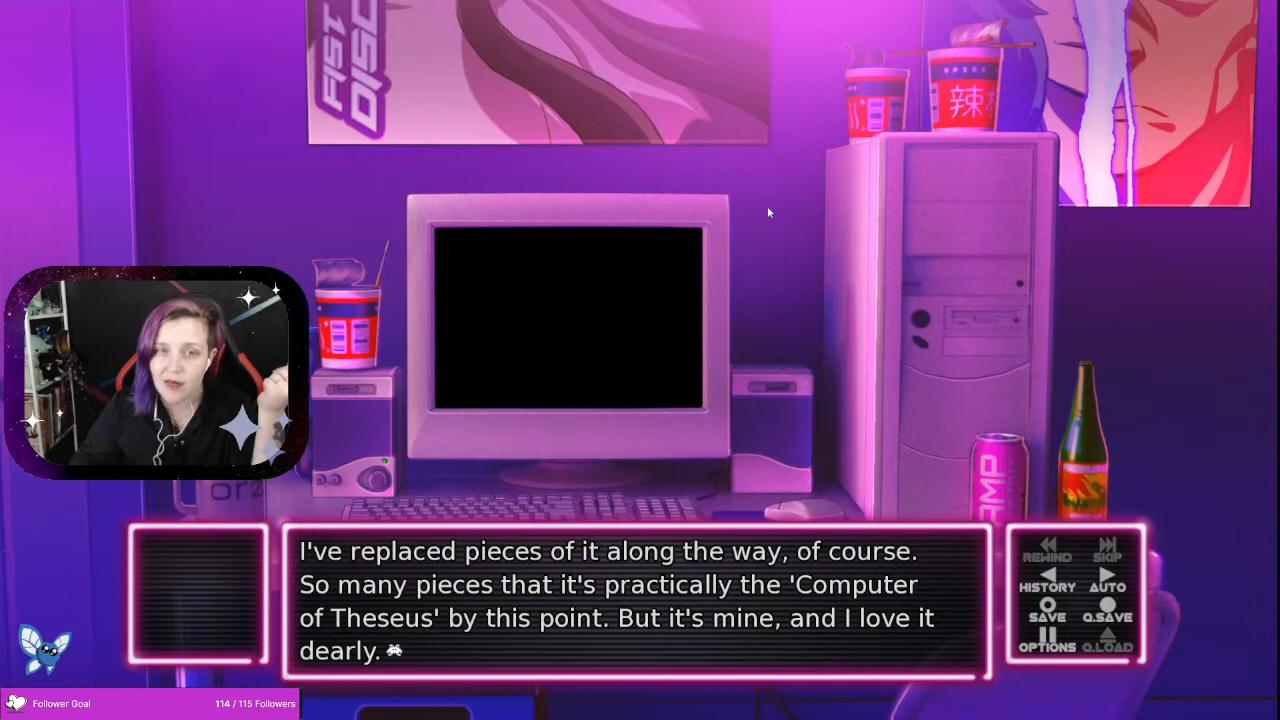 FIST
DISC
SPICY
辣
or2
AMP
I've replaced pieces of it along the way, of course.
So many pieces that it's practically the 'Computer
of Theseus' by this point. But it's mine, and I love it
dearly.
REWIND SKIP
HISTORY AUTO
SAVE Q.SAVE
OPTIONS Q.LOAD
Follower Goal 114 / 115 Followers